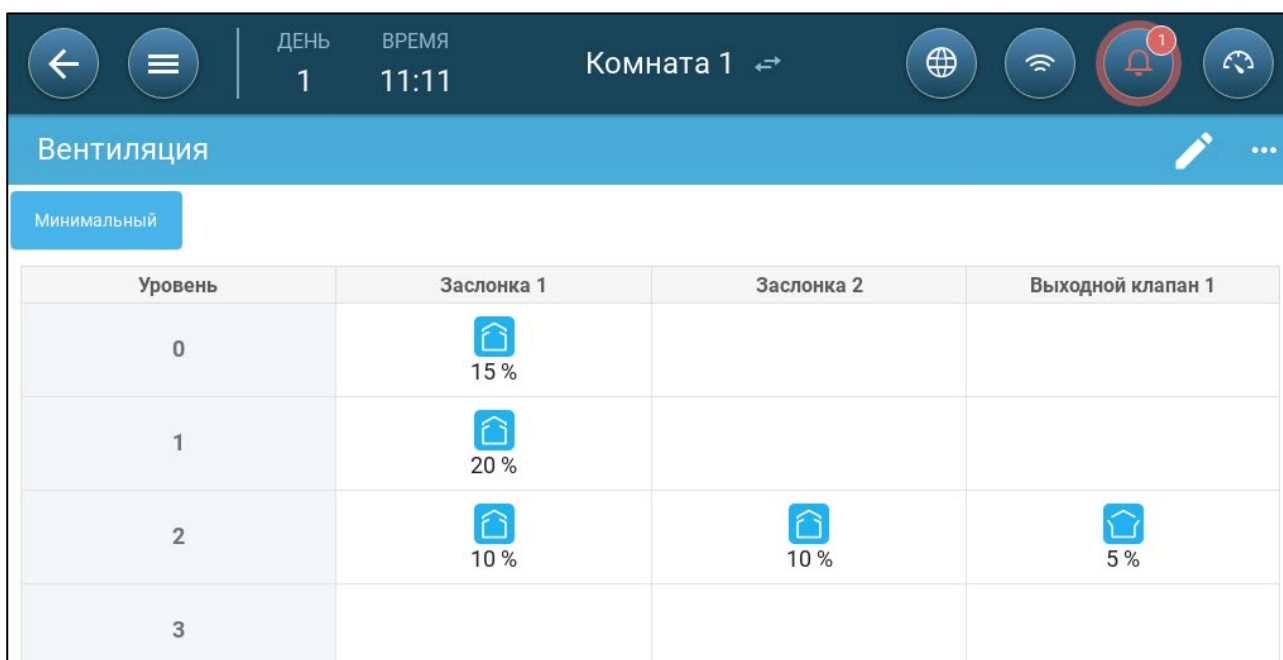 ДЕНЬ ВРЕМЯ
1 11:11 Комната 1 1
Вентиляция
Минимальный
Уровень Заслонка 1 Заслонка 2 Выходной клапан 1
0 15 %
1 20 %
2 10 % 10 % 5 %
3